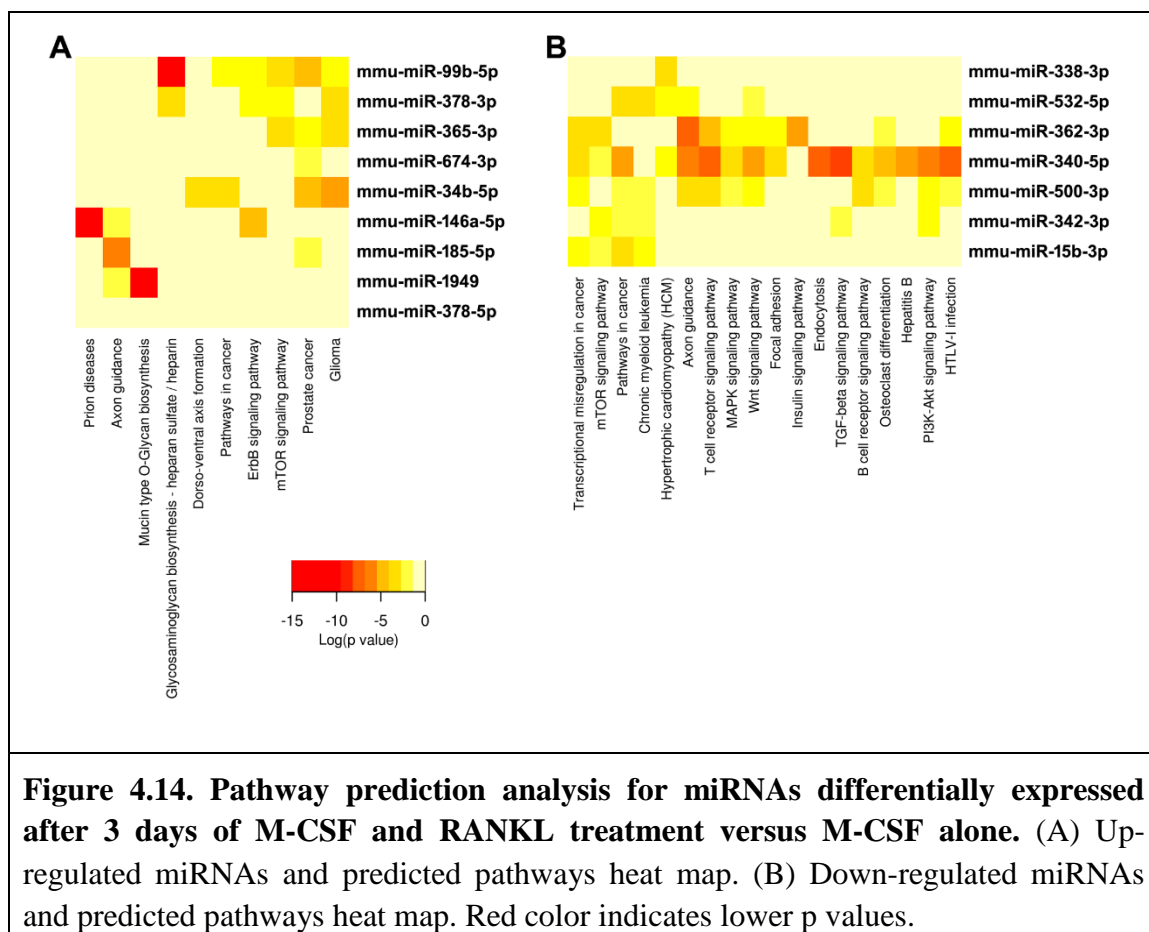 A
mmu-miR-99b-5p
mmu-miR-378-3p
mmu-miR-365-3p
mmu-miR-674-3p
mmu-miR-34b-5p
mmu-miR-146a-5p
mmu-miR-185-5p
mmu-miR-1949
mmu-miR-378-5p
Prion diseases
Axon guidance
Mucin type O-Glycan biosynthesis
Glycosaminoglycan biosynthesis - heparan sulfate / heparin
Dorso-ventral axis formation
Pathways in cancer
ErbB signaling pathway
mTOR signaling pathway
Prostate cancer
Glioma
-15 -10 -5 0
Log(p value)
B
mmu-miR-338-3p
mmu-miR-532-5p
mmu-miR-362-3p
mmu-miR-340-5p
mmu-miR-500-3p
mmu-miR-342-3p
mmu-miR-15b-3p
Transcriptional misregulation in cancer
mTOR signaling pathway
Pathways in cancer
Chronic myeloid leukemia
Hypertrophic cardiomyopathy (HCM)
Axon guidance
T cell receptor signaling pathway
MAPK signaling pathway
Wnt signaling pathway
Focal adhesion
Insulin signaling pathway
Endocytosis
TGF-beta signaling pathway
B cell receptor signaling pathway
Osteoclast differentiation
Hepatitis B
PI3K-Akt signaling pathway
HTLV-I infection
Figure 4.14. Pathway prediction analysis for miRNAs differentially expressed
after 3 days of M-CSF and RANKL treatment versus M-CSF alone. (A) Up-
regulated miRNAs and predicted pathways heat map. (B) Down-regulated miRNAs
and predicted pathways heat map. Red color indicates lower p values.